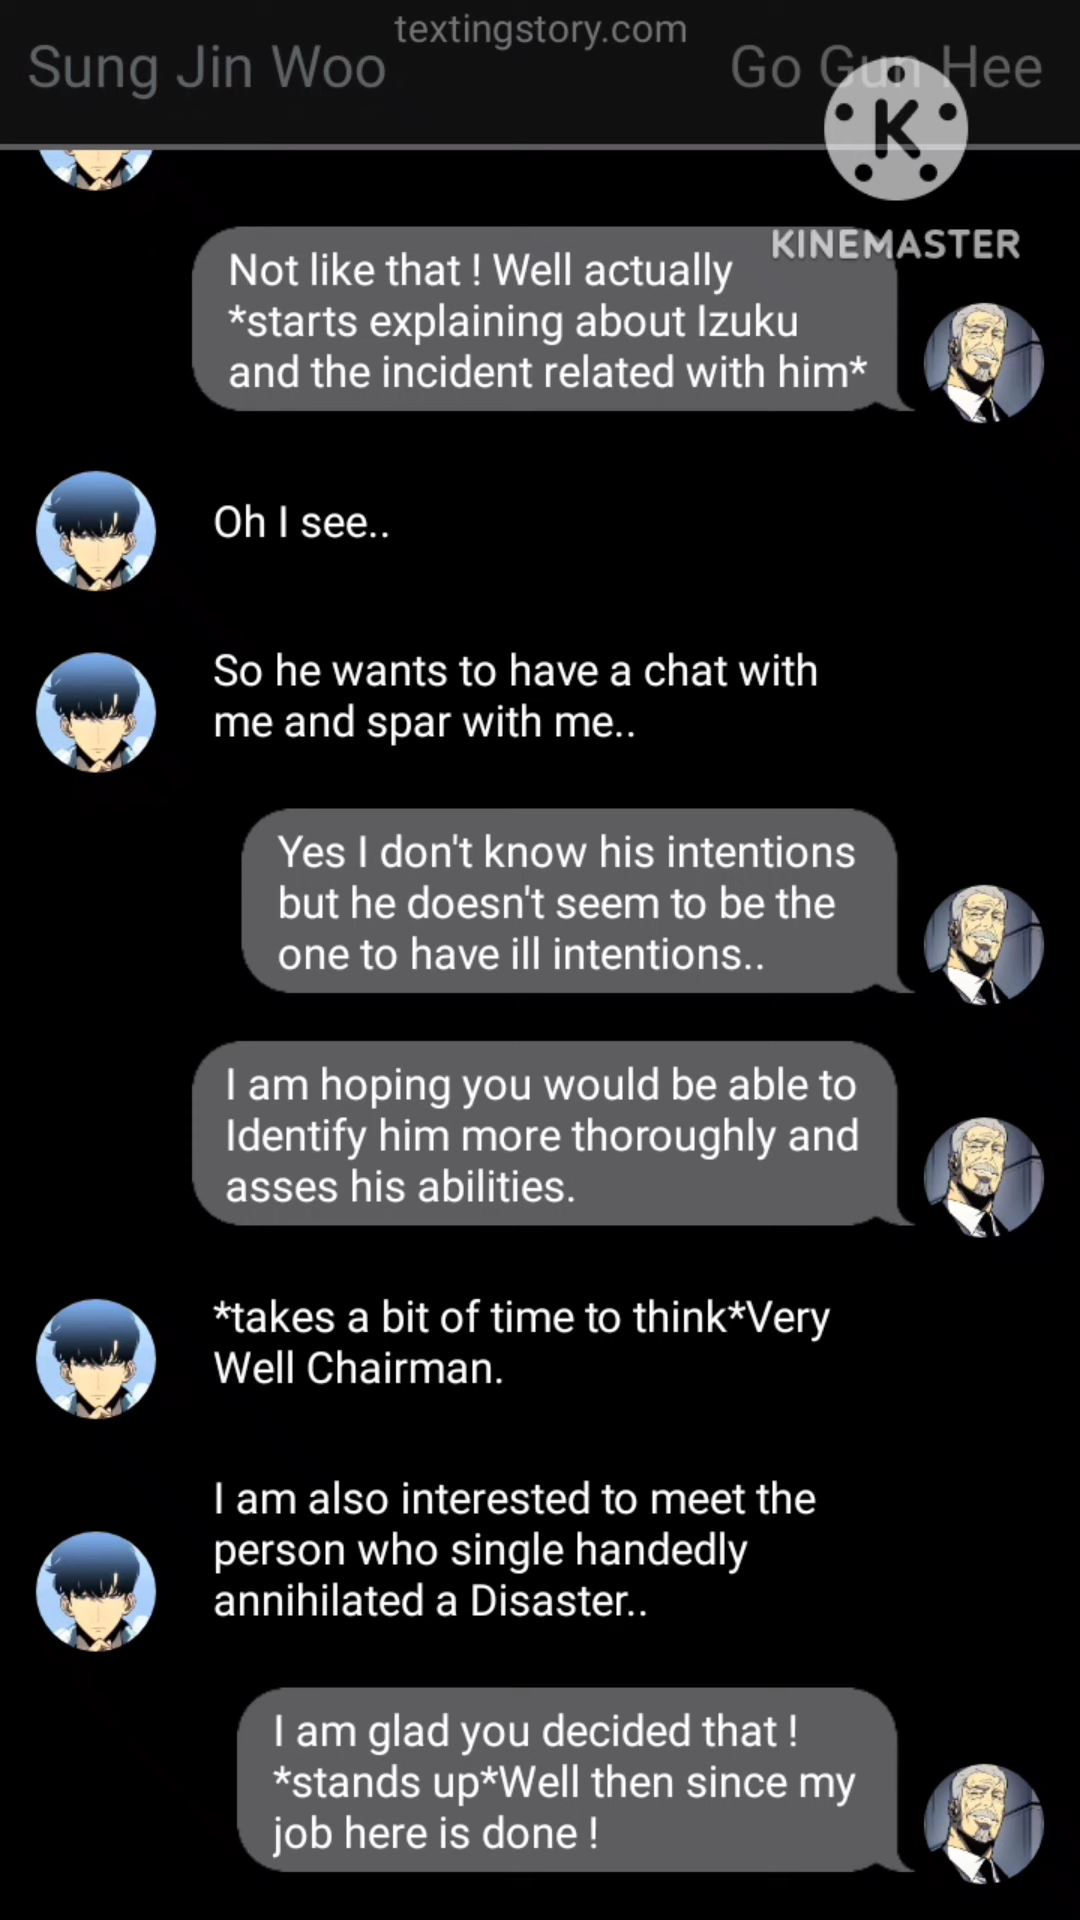 textingstory.com
Sung Jin Woo
Go Gun Hee
K
KINEMASTER
Not like that ! Well actually
*starts explaining about Izuku
and the incident related with him*
Oh I see..
So he wants to have a chat with
me and spar with me..
Yes I don't know his intentions
but he doesn't seem to be the
one to have ill intentions..
I am hoping you would be able to
Identify him more thoroughly and
asses his abilities.
*takes a bit of time to think*Very
Well Chairman.
I am also interested to meet the
person who single handedly
annihilated a Disaster..
I am glad you decided that !
*stands up*Well then since my
job here is done !